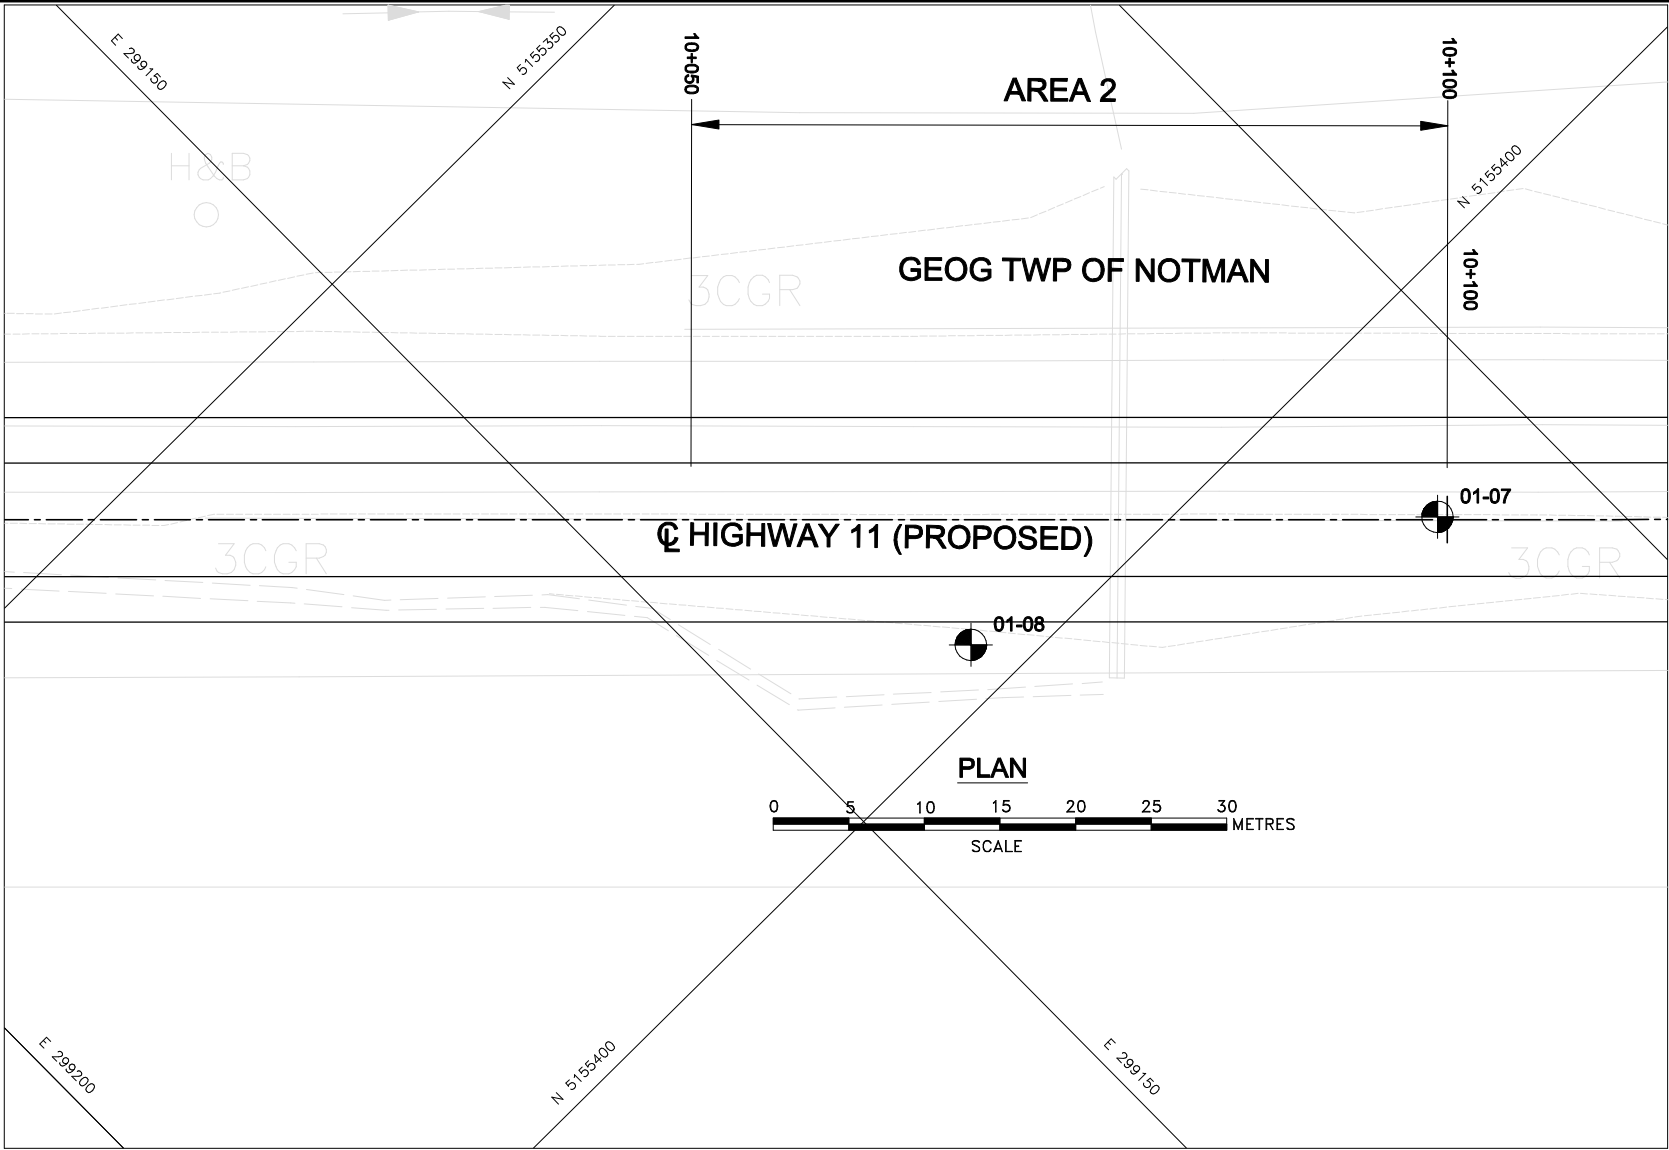 E 299150
N 5155350
10+050
AREA 2
10+100
H&B
N 5155400
3CGR
GEOG TWP OF NOTMAN
10+100
01-07
℄ HIGHWAY 11 (PROPOSED)
3CGR
3CGR
01-08
PLAN
0 5 10 15 20 25 30
METRES
SCALE
E 299200
N 5155400
E 299150